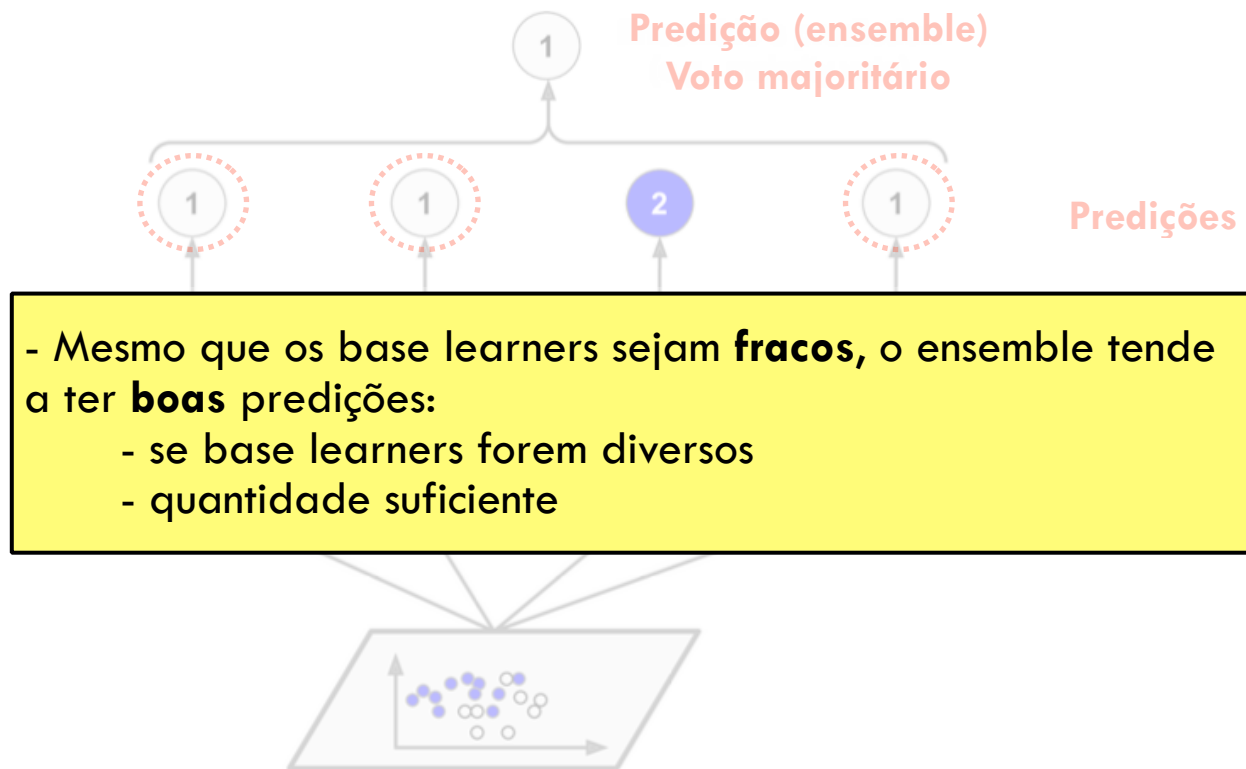 1
Predição (ensemble)
Voto majoritário
1
1
2
1
Predições
- Mesmo que os base learners sejam fracos, o ensemble tende
a ter boas predições:
- se base learners forem diversos
- quantidade suficiente